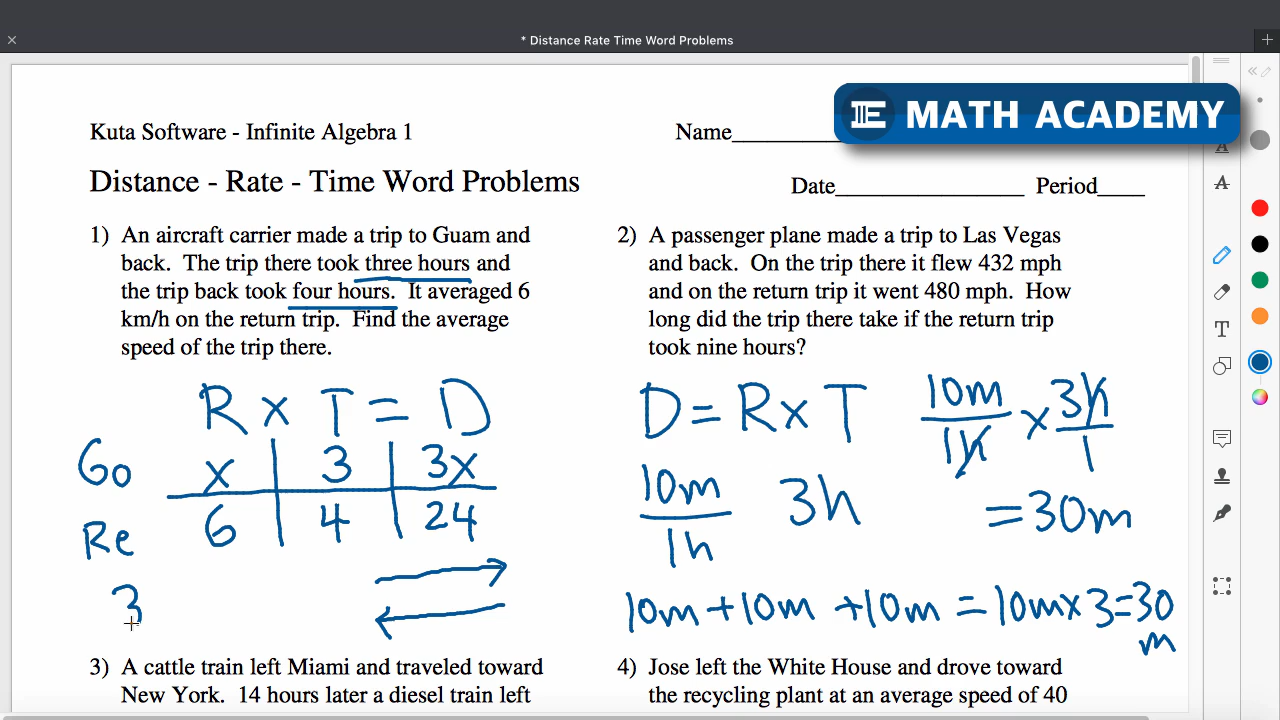 * Distance Rate Time Word Problems
MATH ACADEMY
Kuta Software - Infinite Algebra 1
Name
Distance - Rate - Time Word Problems
Date Period
1) An aircraft carrier made a trip to Guam and
back. The trip there took three hours and
the trip back took four hours. It averaged 6
km/h on the return trip. Find the average
speed of the trip there.
R x T = D
Go x 3 3x
Re 6 4 24
3
2) A passenger plane made a trip to Las Vegas
and back. On the trip there it flew 432 mph
and on the return trip it went 480 mph. How
long did the trip there take if the return trip
took nine hours?
D = R x T
10m/1h x 3h/1
10m/1h 3h
= 30m
10m + 10m + 10m = 10m x 3 = 30
m
3) A cattle train left Miami and traveled toward
New York. 14 hours later a diesel train left
4) Jose left the White House and drove toward
the recycling plant at an average speed of 40